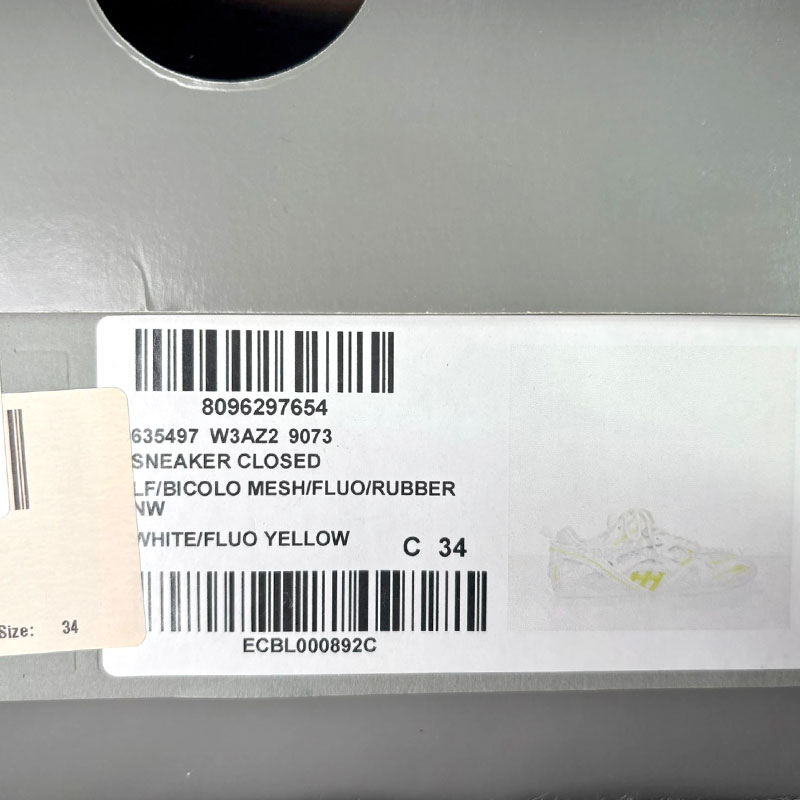 8096297654
635497 W3AZ2 9073
SNEAKER CLOSED
LF/BICOLO MESH/FLUO/RUBBER
NW
WHITE/FLUO YELLOW
C 34
ECBL000892C
Size: 34